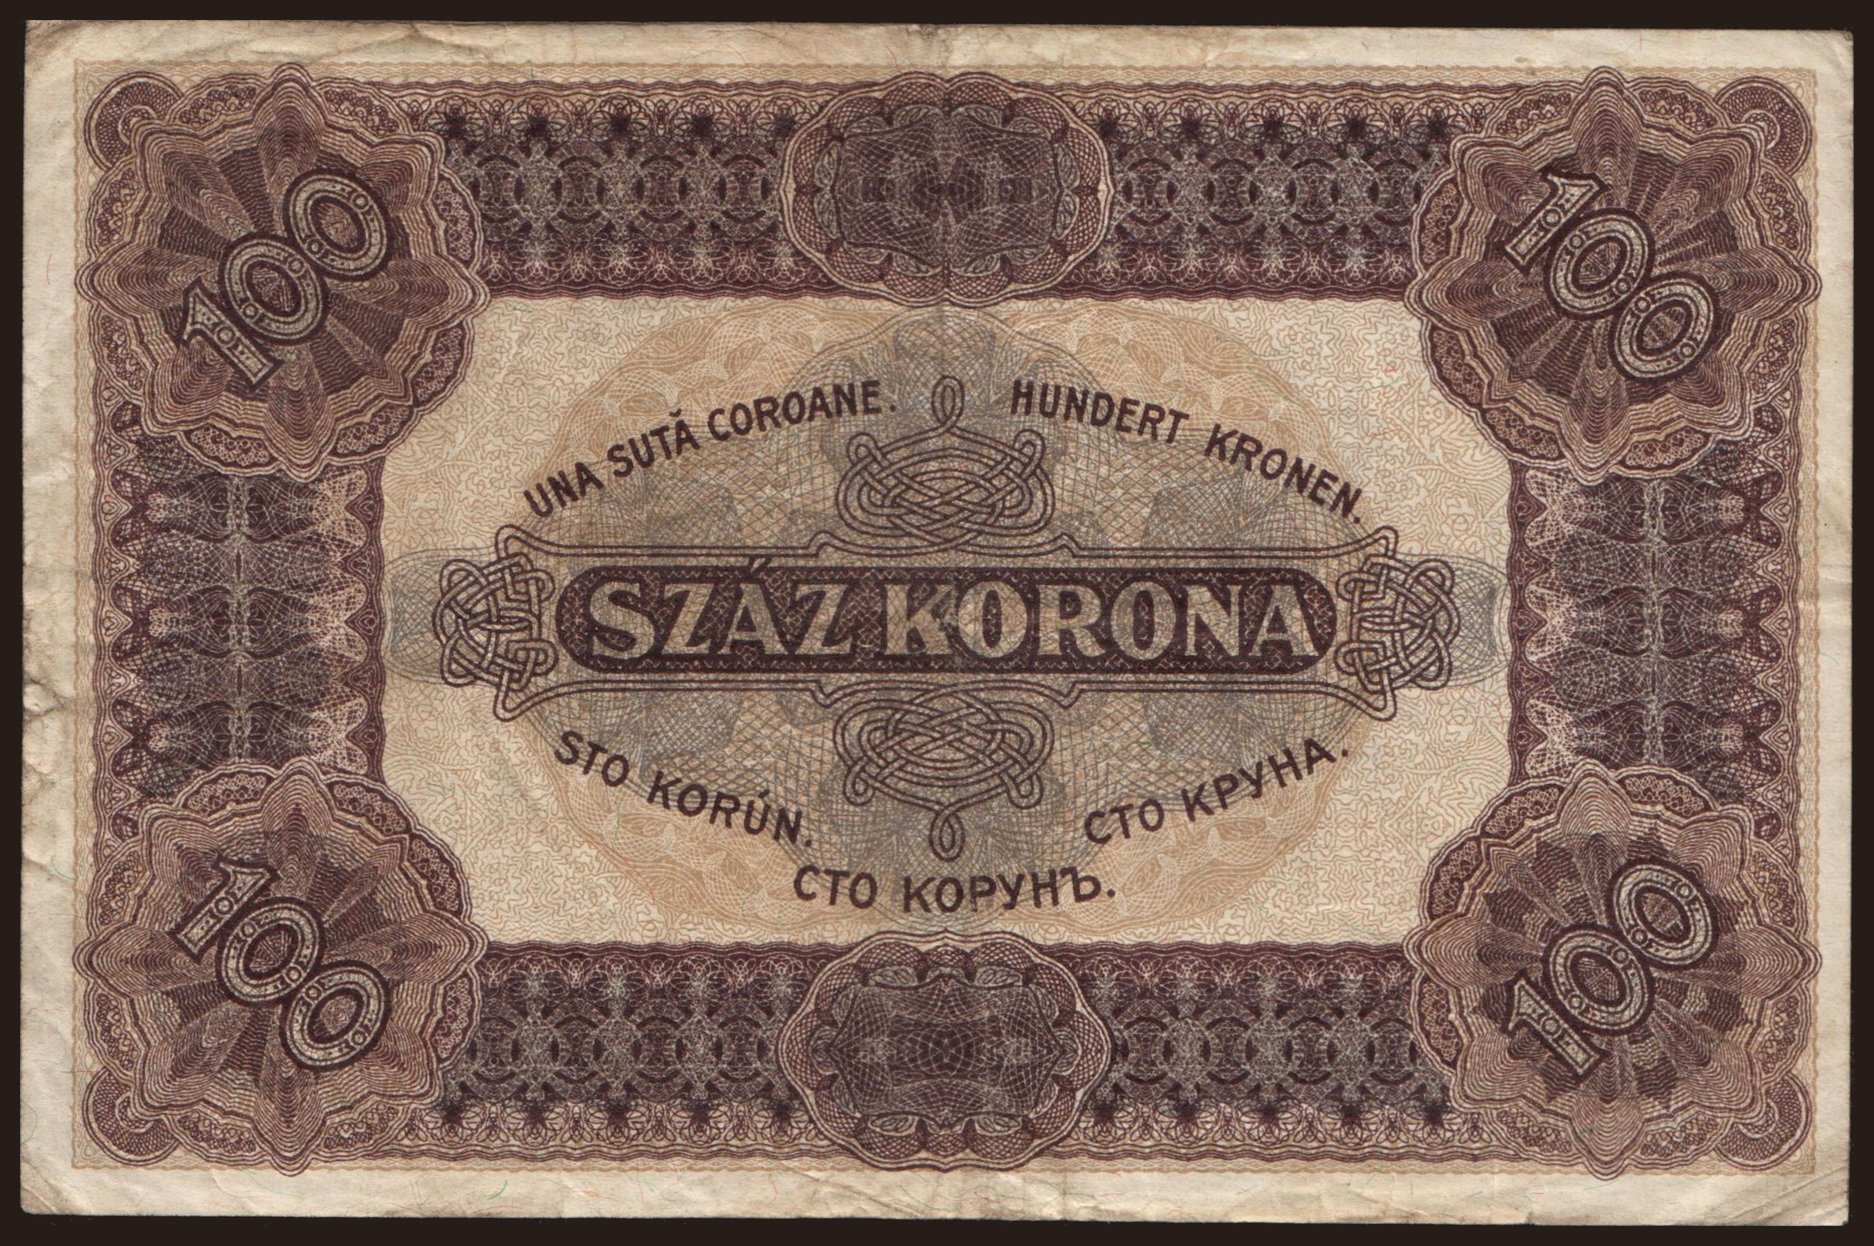 100
100
UNA SUTĂ COROANE.
HUNDERT KRONEN.
SZÁZ KORONA
STO KORÚN.
СТО КРУНА.
СТО КОРУНЪ.
100
100